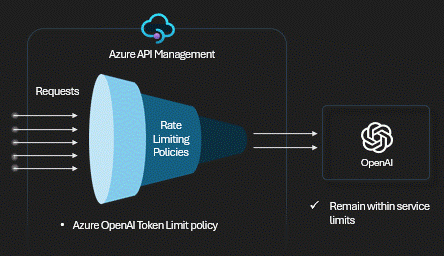 Azure API Management
Requests
Rate
Limiting
Policies
OpenAI
• Azure OpenAI Token Limit policy
✓ Remain within service
limits